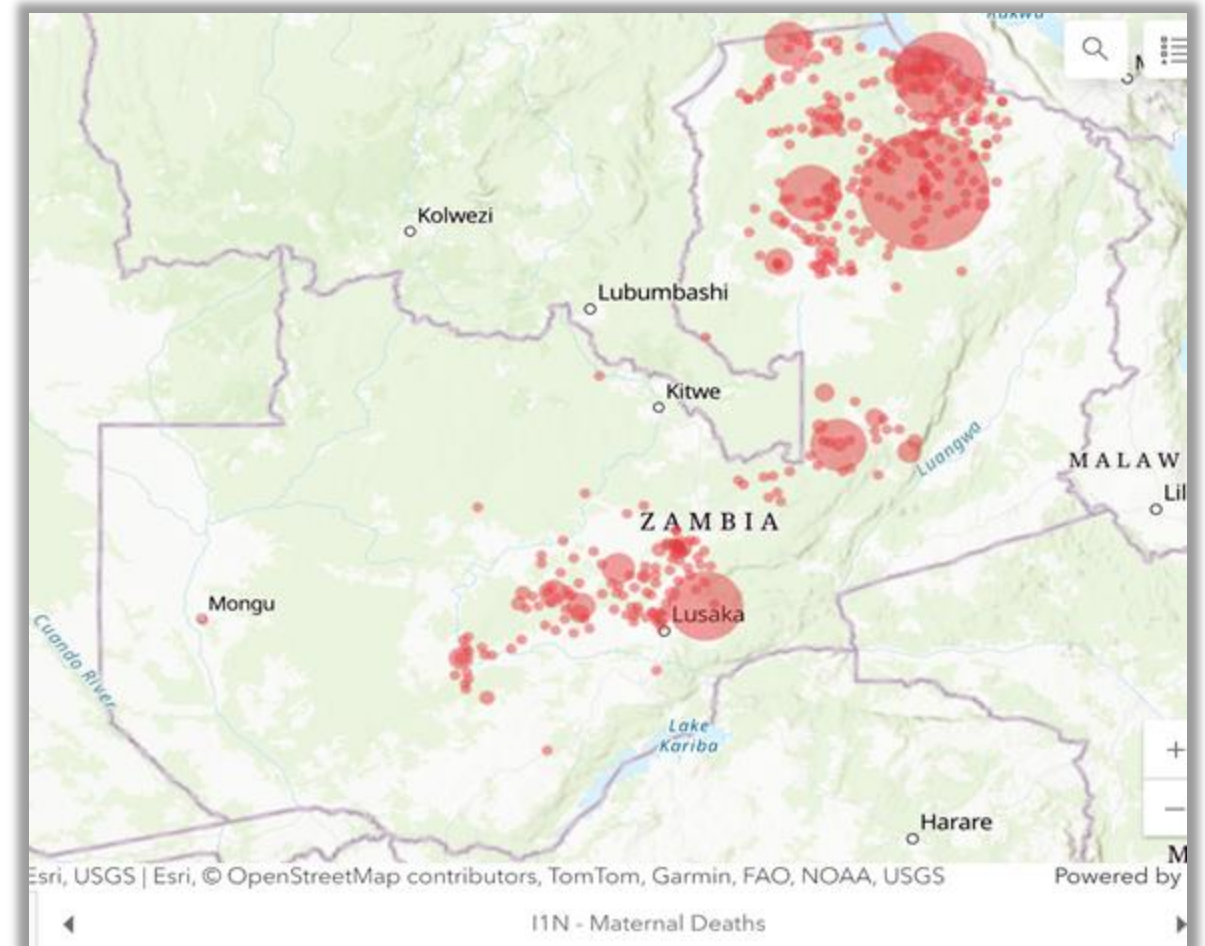 Kolwezi
Lubumbashi
Kitwe
Luangwa
MALAW
Lil
ZAMBIA
Mongu
Lusaka
Cuando River
Lake
Kariba
+
−
Harare
M
Esri, USGS | Esri, © OpenStreetMap contributors, TomTom, Garmin, FAO, NOAA, USGS
Powered by
I1N - Maternal Deaths